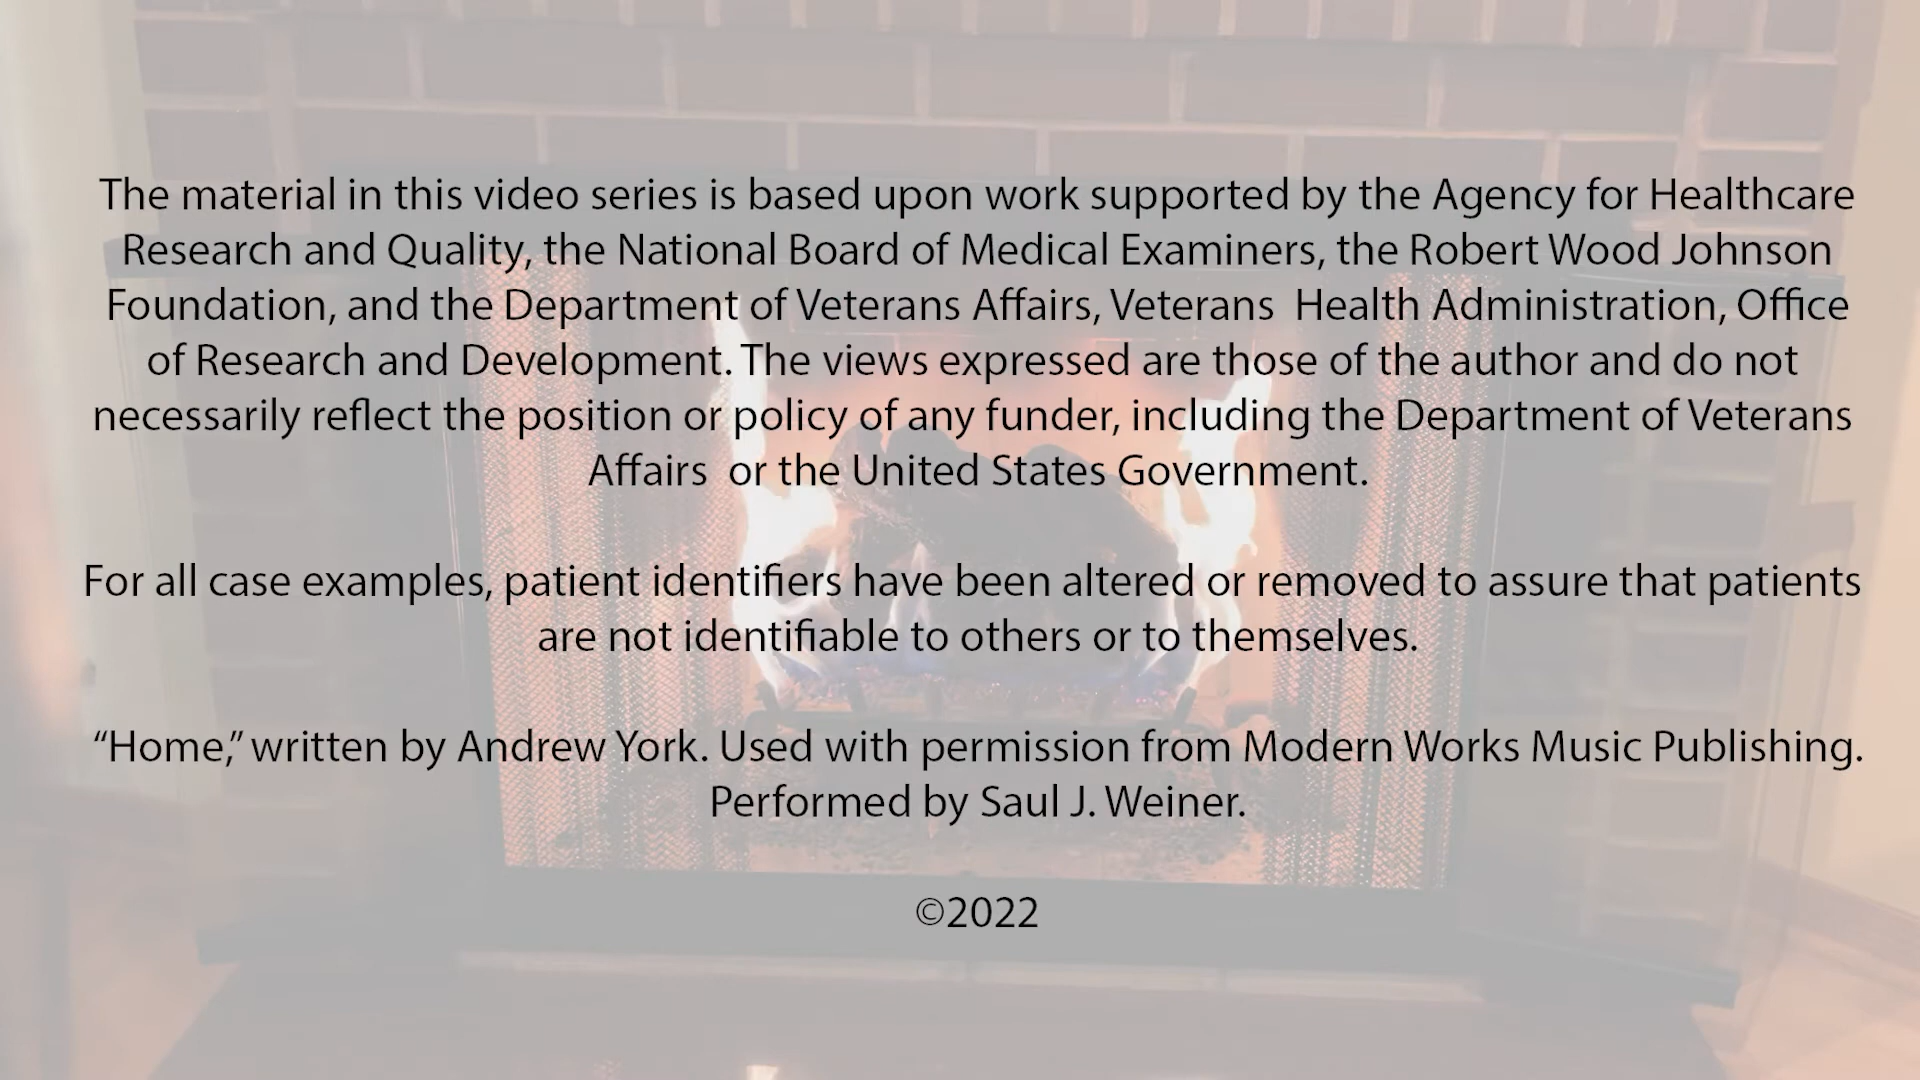 The material in this video series is based upon work supported by the Agency for Healthcare
Research and Quality, the National Board of Medical Examiners, the Robert Wood Johnson
Foundation, and the Department of Veterans Affairs, Veterans  Health Administration, Office
of Research and Development. The views expressed are those of the author and do not
necessarily reflect the position or policy of any funder, including the Department of Veterans
Affairs  or the United States Government.
For all case examples, patient identifiers have been altered or removed to assure that patients
are not identifiable to others or to themselves.
“Home,” written by Andrew York. Used with permission from Modern Works Music Publishing.
Performed by Saul J. Weiner.
©2022